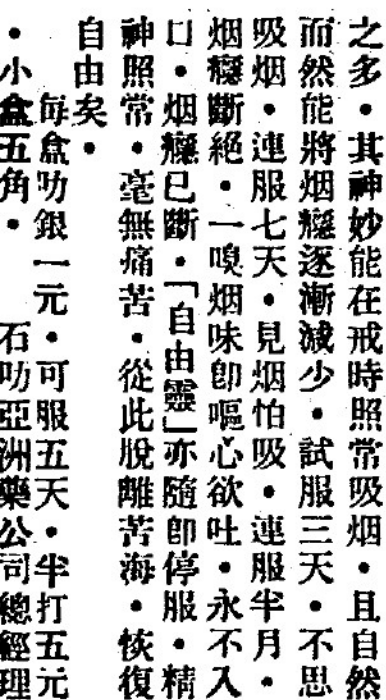 之多・其神妙能在戒時照常吸烟・且自然
而然能將烟癮逐漸減少・試服三天・不思
吸烟・連服七天・見烟怕吸・連服半月・
烟癮斷絕・一嗅烟味卽嘔心欲吐・永不入
口・烟癮已斷・「自由靈」亦隨卽停服・精
神照常・毫無痛苦・從此脫離苦海・恢復
自由矣・
每盒叻銀一元・可服五天・半打五元
・小盒五角・　石叻亞洲藥公司總經理